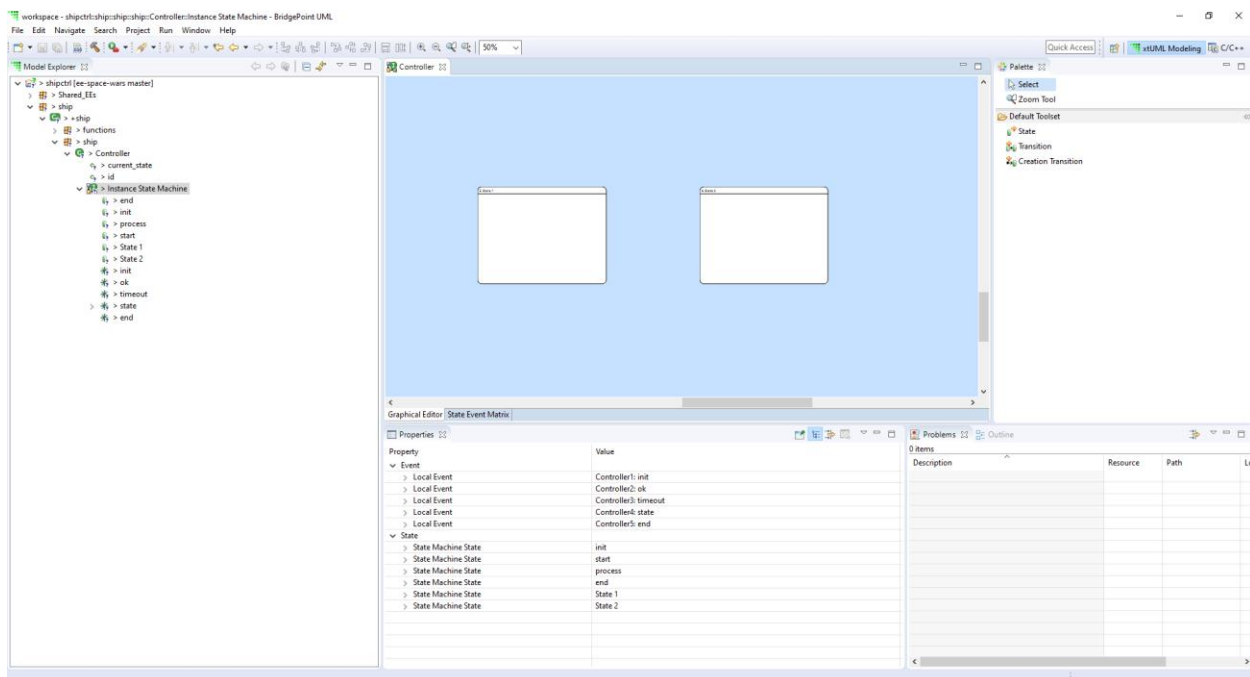 workspace - shipctrl::ship::ship::ship::Controller::Instance State Machine - BridgePoint UML
File Edit Navigate Search Project Run Window Help
50%
Quick Access
xtUML Modeling
C/C++
Model Explorer
> shipctrl [ee-space-wars master]
> Shared_EEs
> ship
> +ship
> functions
> ship
> Controller
> current_state
> id
> Instance State Machine
> end
> init
> process
> start
> State 1
> State 2
> init
> ok
> timeout
> state
> end
Controller
Graphical Editor State Event Matrix
Palette
Select
Zoom Tool
Default Toolset
State
Transition
Creation Transition
Properties
Property Value
Event
Local Event Controller1: init
Local Event Controller2: ok
Local Event Controller3: timeout
Local Event Controller4: state
Local Event Controller5: end
State
State Machine State init
State Machine State start
State Machine State process
State Machine State end
State Machine State State 1
State Machine State State 2
Problems Outline
0 items
Description Resource Path